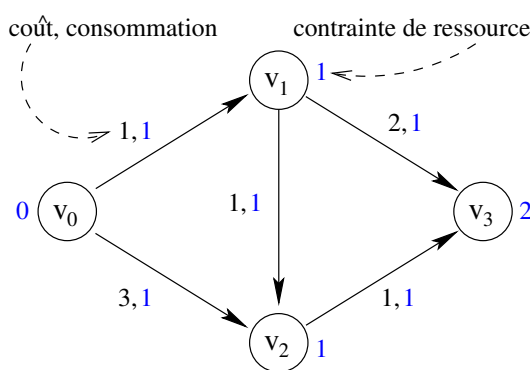 coût, consommation
contrainte de ressource
v1
1
1,1
2,1
0
v0
1,1
v3
2
3,1
1,1
v2
1